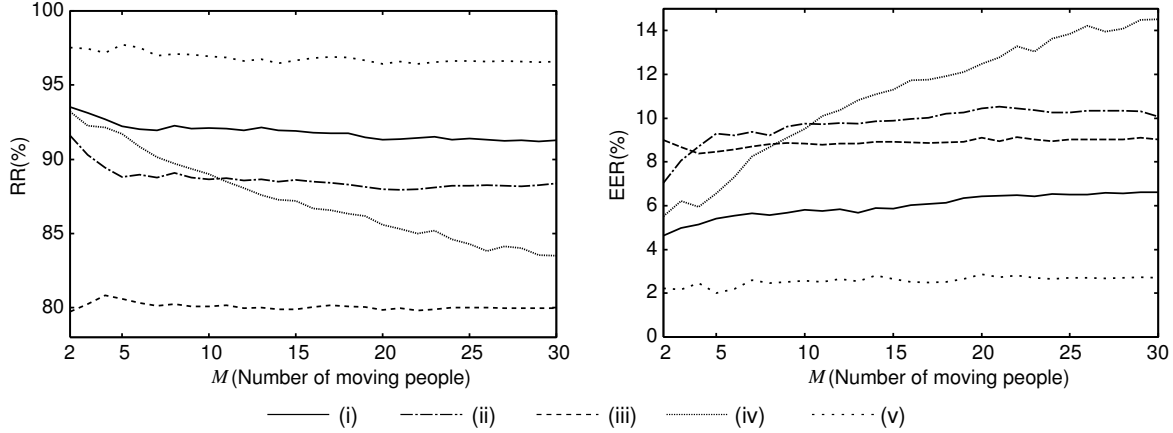 100
95
90
85
80
RR(%)
2 5 10 15 20 25 30
M (Number of moving people)
14
12
10
8
6
4
2
0
EER(%)
2 5 10 15 20 25 30
M (Number of moving people)
(i) (ii) (iii) (iv) (v)